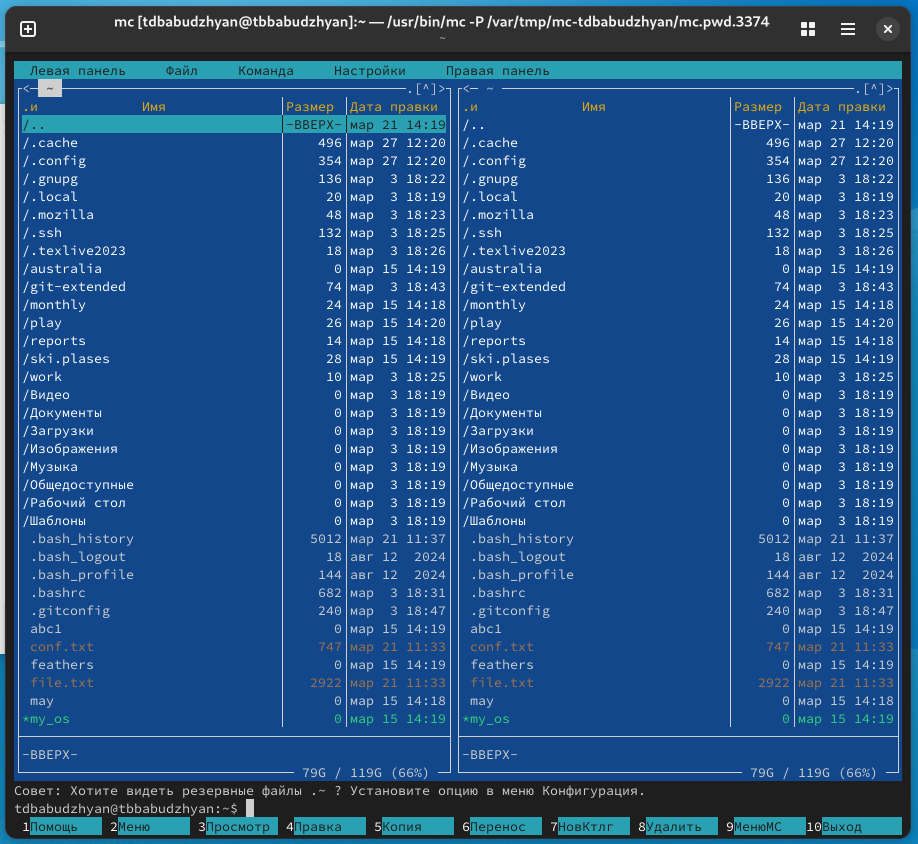 mc [tdbabudzhyan@tbbabudzhyan]:~ — /usr/bin/mc -P /var/tmp/mc-tdbabudzhyan/mc.pwd.3374
~
Левая панель Файл Команда Настройки Правая панель
<─ ~ .[^]> <─ ~ .[^]>
.и Имя Размер Дата правки .и Имя Размер Дата правки
/.. -ВВЕРХ- мар 21 14:19 /.. -ВВЕРХ- мар 21 14:19
/.cache 496 мар 27 12:20 /.cache 496 мар 27 12:20
/.config 354 мар 27 12:20 /.config 354 мар 27 12:20
/.gnupg 136 мар 3 18:22 /.gnupg 136 мар 3 18:22
/.local 20 мар 3 18:19 /.local 20 мар 3 18:19
/.mozilla 48 мар 3 18:23 /.mozilla 48 мар 3 18:23
/.ssh 132 мар 3 18:25 /.ssh 132 мар 3 18:25
/.texlive2023 18 мар 3 18:26 /.texlive2023 18 мар 3 18:26
/australia 0 мар 15 14:19 /australia 0 мар 15 14:19
/git-extended 74 мар 3 18:43 /git-extended 74 мар 3 18:43
/monthly 24 мар 15 14:18 /monthly 24 мар 15 14:18
/play 26 мар 15 14:20 /play 26 мар 15 14:20
/reports 14 мар 15 14:18 /reports 14 мар 15 14:18
/ski.plases 28 мар 15 14:19 /ski.plases 28 мар 15 14:19
/work 10 мар 3 18:25 /work 10 мар 3 18:25
/Видео 0 мар 3 18:19 /Видео 0 мар 3 18:19
/Документы 0 мар 3 18:19 /Документы 0 мар 3 18:19
/Загрузки 0 мар 3 18:19 /Загрузки 0 мар 3 18:19
/Изображения 0 мар 3 18:19 /Изображения 0 мар 3 18:19
/Музыка 0 мар 3 18:19 /Музыка 0 мар 3 18:19
/Общедоступные 0 мар 3 18:19 /Общедоступные 0 мар 3 18:19
/Рабочий стол 0 мар 3 18:19 /Рабочий стол 0 мар 3 18:19
/Шаблоны 0 мар 3 18:19 /Шаблоны 0 мар 3 18:19
.bash_history 5012 мар 21 11:37 .bash_history 5012 мар 21 11:37
.bash_logout 18 авг 12 2024 .bash_logout 18 авг 12 2024
.bash_profile 144 авг 12 2024 .bash_profile 144 авг 12 2024
.bashrc 682 мар 3 18:31 .bashrc 682 мар 3 18:31
.gitconfig 240 мар 3 18:47 .gitconfig 240 мар 3 18:47
abc1 0 мар 15 14:19 abc1 0 мар 15 14:19
conf.txt 747 мар 21 11:33 conf.txt 747 мар 21 11:33
feathers 0 мар 15 14:19 feathers 0 мар 15 14:19
file.txt 2922 мар 21 11:33 file.txt 2922 мар 21 11:33
may 0 мар 15 14:18 may 0 мар 15 14:18
*my_os 0 мар 15 14:19 *my_os 0 мар 15 14:19
-ВВЕРХ- -ВВЕРХ-
79G / 119G (66%) 79G / 119G (66%)
Совет: Хотите видеть резервные файлы .~ ? Установите опцию в меню Конфигурация.
tdbabudzhyan@tbbabudzhyan:~$
1Помощь 2Меню 3Просмотр 4Правка 5Копия 6Перенос 7НовКтлг 8Удалить 9МенюMC 10Выход